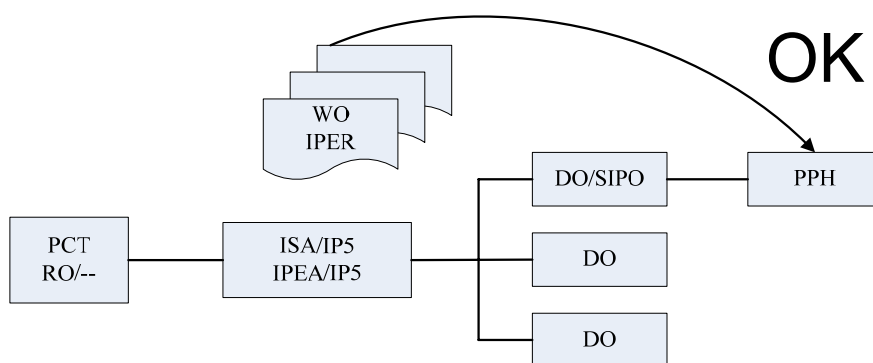 OK
WO
IPER
DO/SIPO
PPH
PCT
RO/--
ISA/IP5
IPEA/IP5
DO
DO